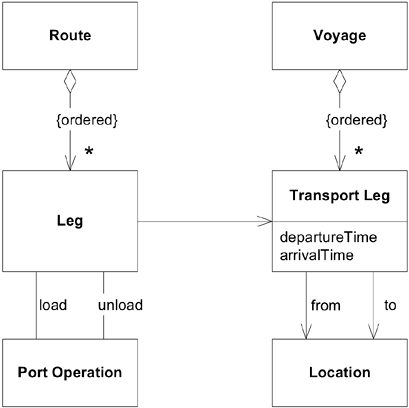 Route
Voyage
{ordered}
{ordered}
*
*
Leg
Transport Leg
departureTime
arrivalTime
load
unload
from
to
Port Operation
Location